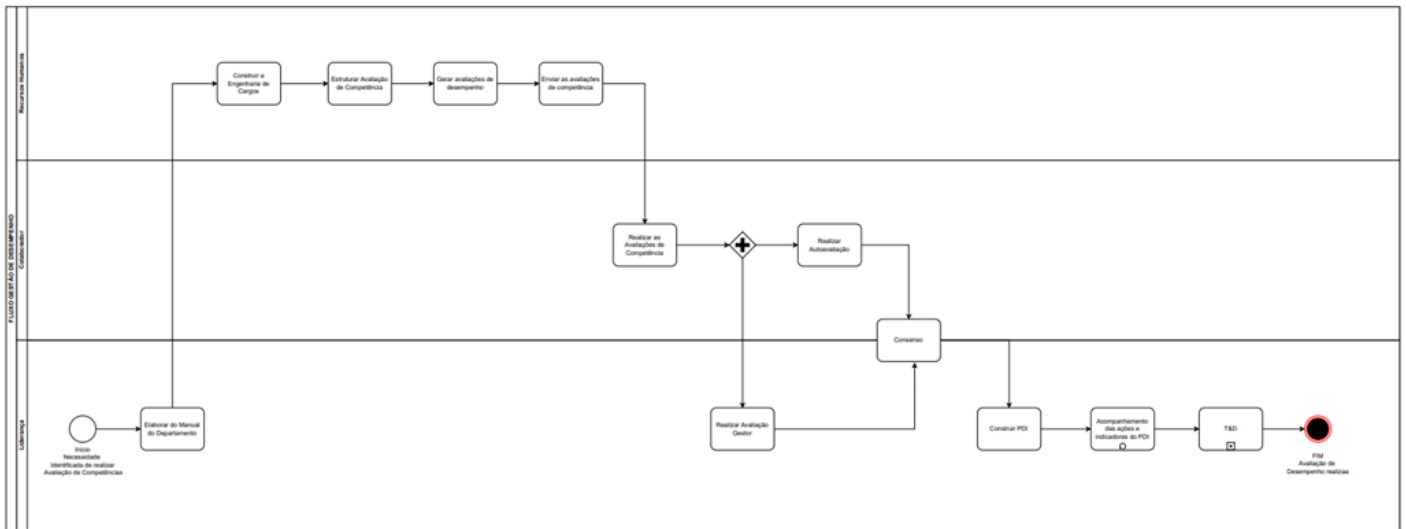 FLUXO GESTÃO DE DESEMPENHO
Recursos Humanos
Construir a
Engenharia de
Cargos
Estruturar Avaliação
de Competência
Gerar avaliações de
desempenho
Enviar as avaliações
de competência
Colaborador
Realizar as
Avaliações de
Competência
Realizar
Autoavaliação
Consenso
Liderança
Início
Necessidade
Identificada de realizar
Avaliação de Competências
Elaborar do Manual
do Departamento
Realizar Avaliação
Gestor
Construir PDI
Acompanhamento
das ações e
indicadores do PDI
T&D
FIM
Avaliação de
Desempenho realizaa